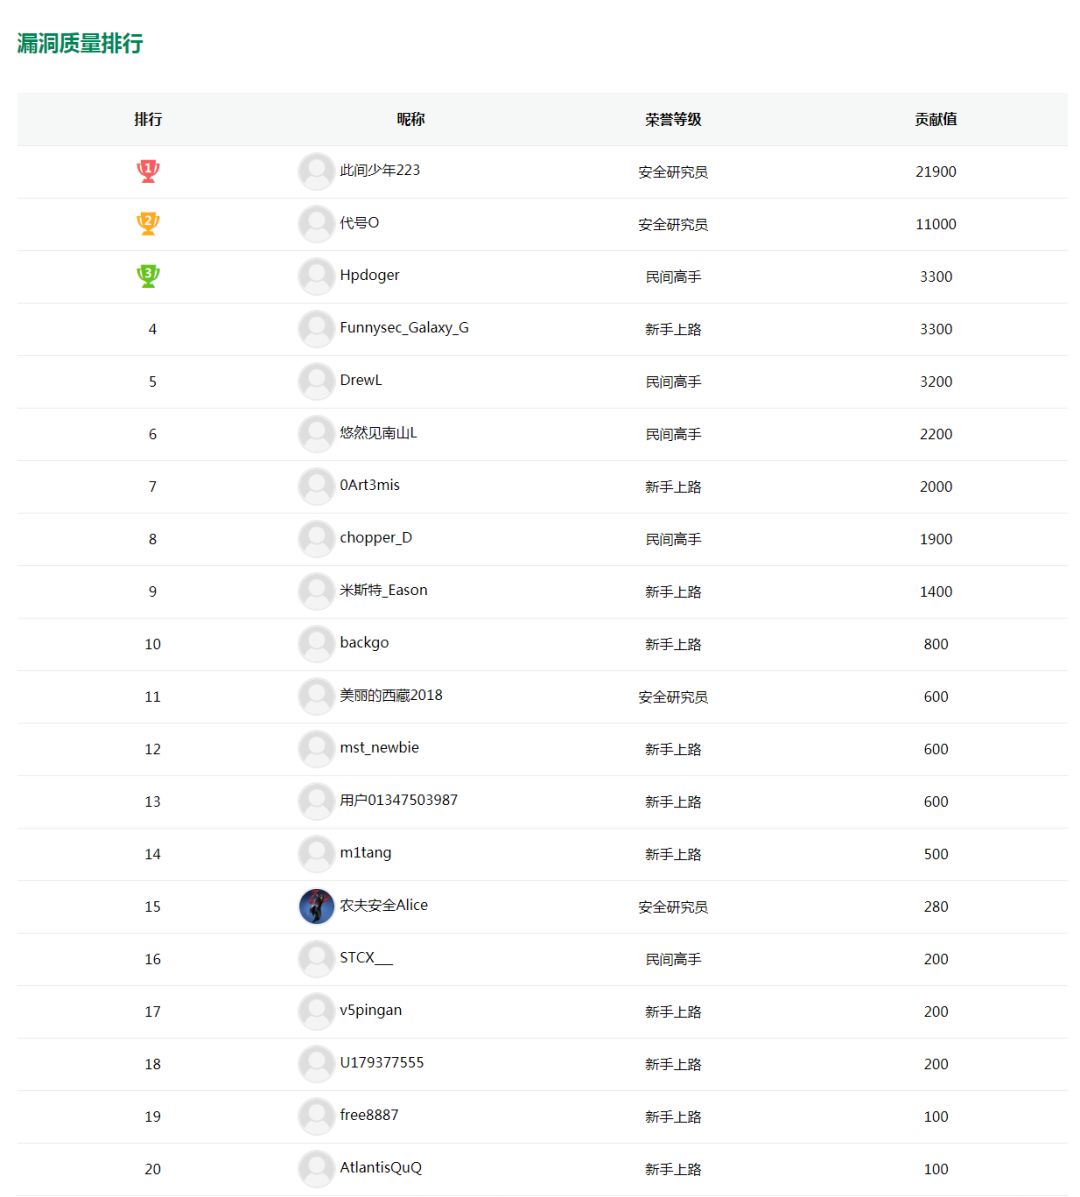 漏洞质量排行
排行 昵称 荣誉等级 贡献值
1 此间少年223 安全研究员 21900
2 代号O 安全研究员 11000
3 Hpdoger 民间高手 3300
4 Funnysec_Galaxy_G 新手上路 3300
5 DrewL 民间高手 3200
6 悠然见南山L 民间高手 2200
7 0Art3mis 新手上路 2000
8 chopper_D 民间高手 1900
9 米斯特_Eason 新手上路 1400
10 backgo 新手上路 800
11 美丽的西藏2018 安全研究员 600
12 mst_newbie 新手上路 600
13 用户01347503987 新手上路 600
14 m1tang 新手上路 500
15 农夫安全Alice 安全研究员 280
16 STCX___ 民间高手 200
17 v5pingan 新手上路 200
18 U179377555 新手上路 200
19 free8887 新手上路 100
20 AtlantisQuQ 新手上路 100